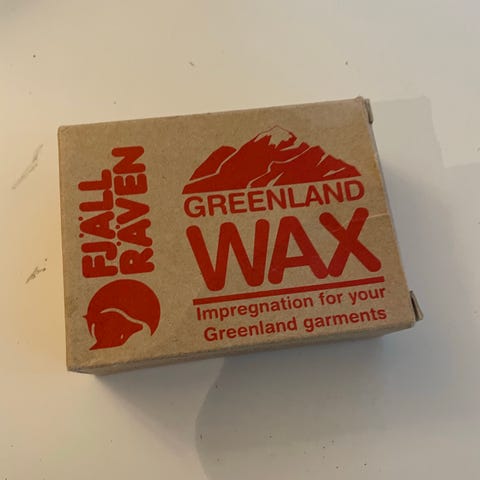 FJÄLL
RÄVEN
GREENLAND
WAX
Impregnation for your
Greenland garments